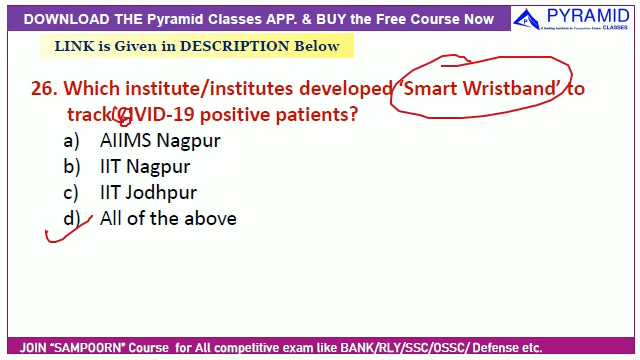 DOWNLOAD THE Pyramid Classes APP. & BUY the Free Course Now
PYRAMID
CLASSES
LINK is Given in DESCRIPTION Below
26. Which institute/institutes developed 'Smart Wristband' to
track COVID-19 positive patients?
a) AIIMS Nagpur
b) IIT Nagpur
c) IIT Jodhpur
d) All of the above
JOIN "SAMPOORN" Course for All competitive exam like BANK/RLY/SSC/OSSC/ Defense etc.